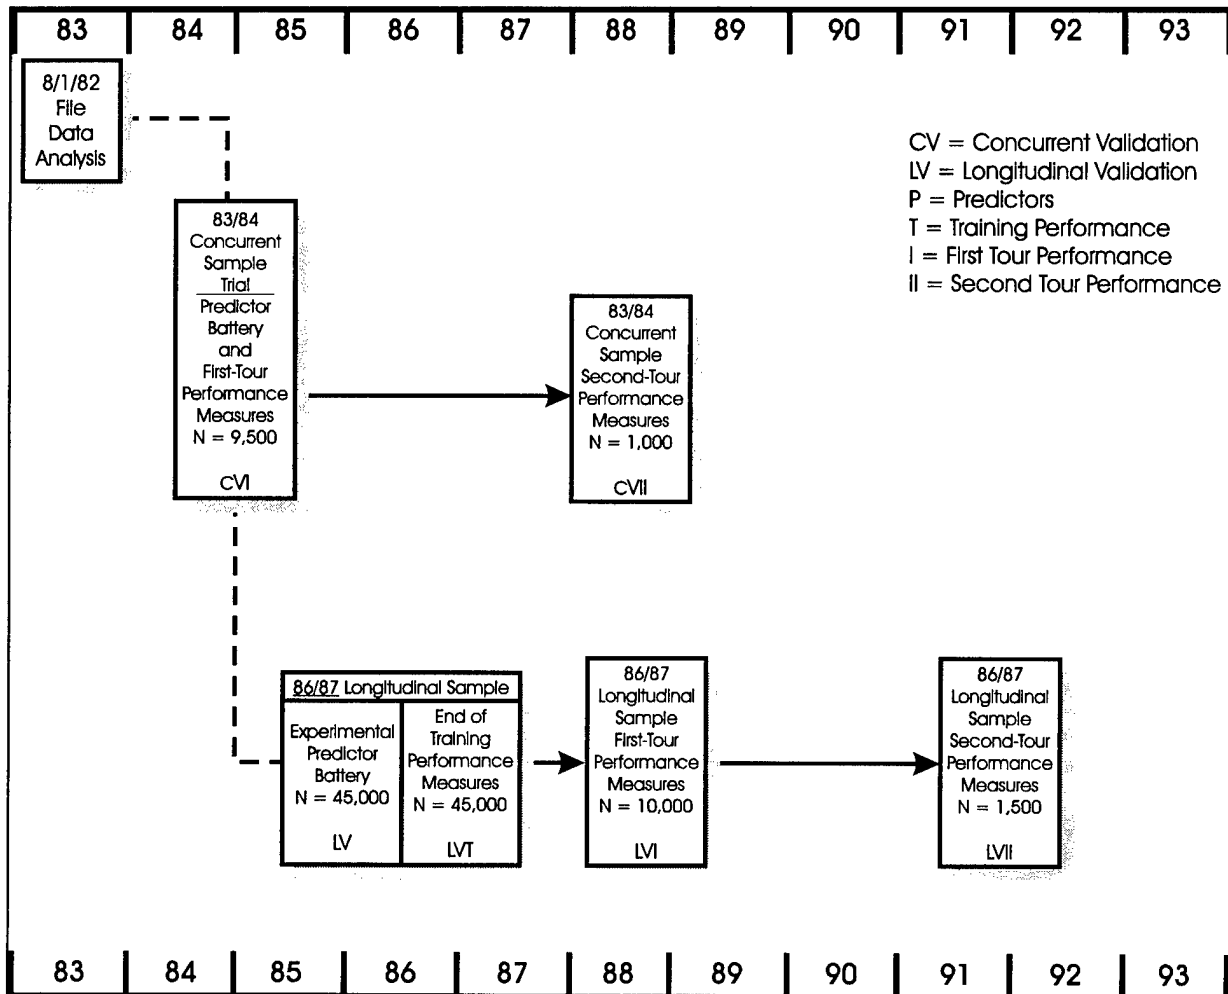 83 84 85 86 87 88 89 90 91 92 93
8/1/82
File
Data
Analysis
CV = Concurrent Validation
LV = Longitudinal Validation
P = Predictors
T = Training Performance
I = First Tour Performance
II = Second Tour Performance
83/84
Concurrent
Sample
Trial
Predictor
Battery
and
First-Tour
Performance
Measures
N = 9,500
CVI
83/84
Concurrent
Sample
Second-Tour
Performance
Measures
N = 1,000
CVII
86/87 Longitudinal Sample
Experimental
Predictor
Battery
N = 45,000
LV
End of
Training
Performance
Measures
N = 45,000
LVT
86/87
Longitudinal
Sample
First-Tour
Performance
Measures
N = 10,000
LVI
86/87
Longitudinal
Sample
Second-Tour
Performance
Measures
N = 1,500
LVII
83 84 85 86 87 88 89 90 91 92 93